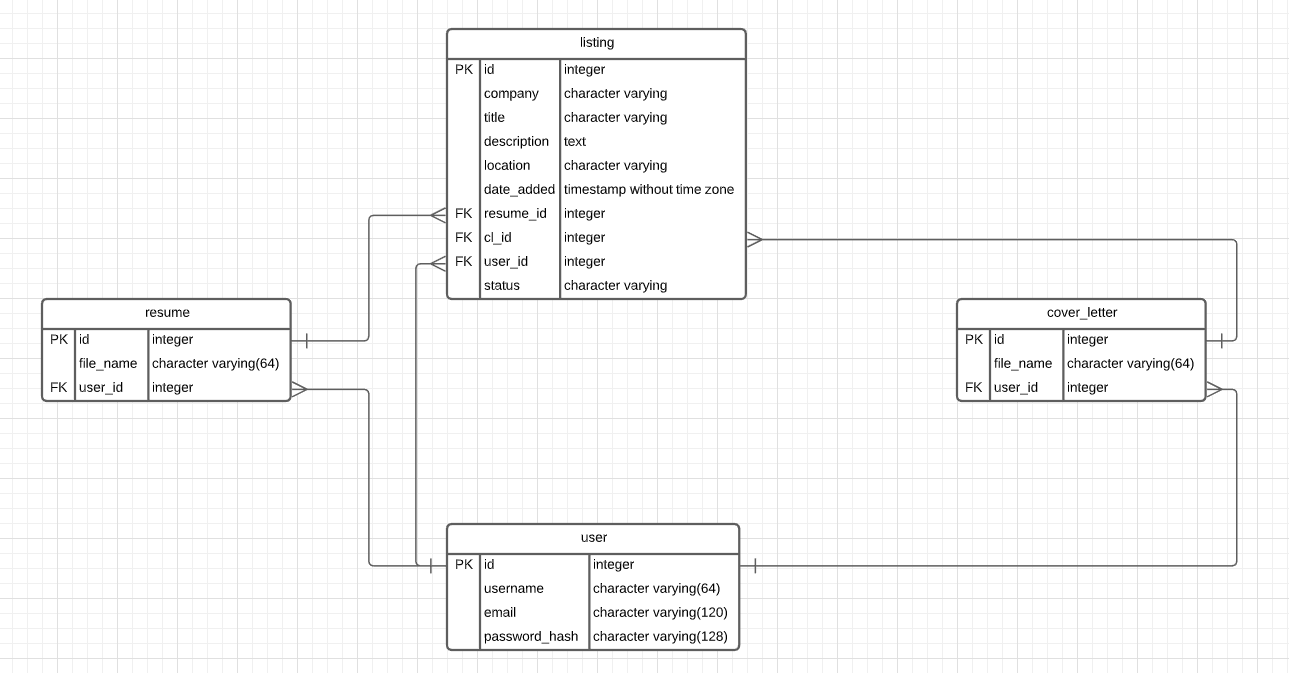 listing
PK id integer
company character varying
title character varying
description text
location character varying
date_added timestamp without time zone
FK resume_id integer
FK cl_id integer
FK user_id integer
status character varying
resume
PK id integer
file_name character varying(64)
FK user_id integer
cover_letter
PK id integer
file_name character varying(64)
FK user_id integer
user
PK id integer
username character varying(64)
email character varying(120)
password_hash character varying(128)